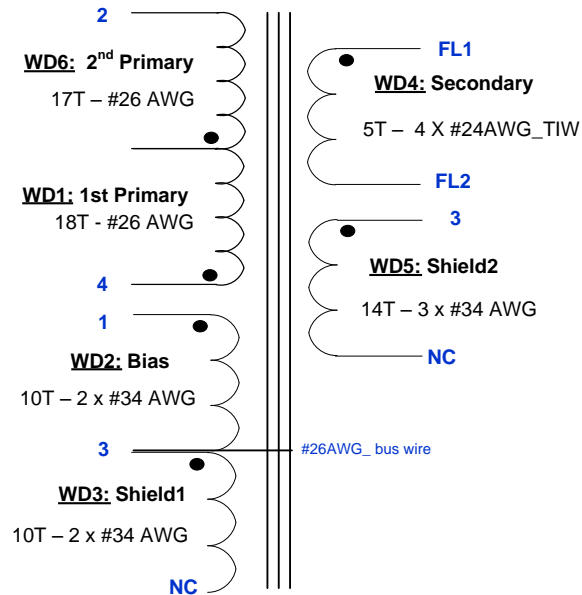 2
WD6: 2nd Primary
17T – #26 AWG
WD1: 1st Primary
18T - #26 AWG
4
1
WD2: Bias
10T – 2 x #34 AWG
3
WD3: Shield1
10T – 2 x #34 AWG
NC
#26AWG_ bus wire
FL1
WD4: Secondary
5T – 4 X #24AWG_TIW
FL2
3
WD5: Shield2
14T – 3 x #34 AWG
NC